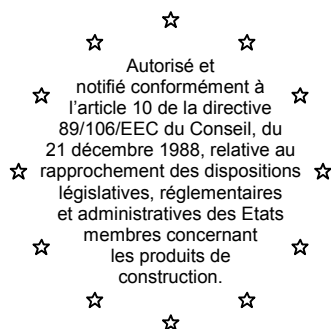 Autorisé et
notifié conformément à
l'article 10 de la directive
89/106/EEC du Conseil, du
21 décembre 1988, relative au
rapprochement des dispositions
législatives, réglementaires
et administratives des Etats
membres concernant
les produits de
construction.